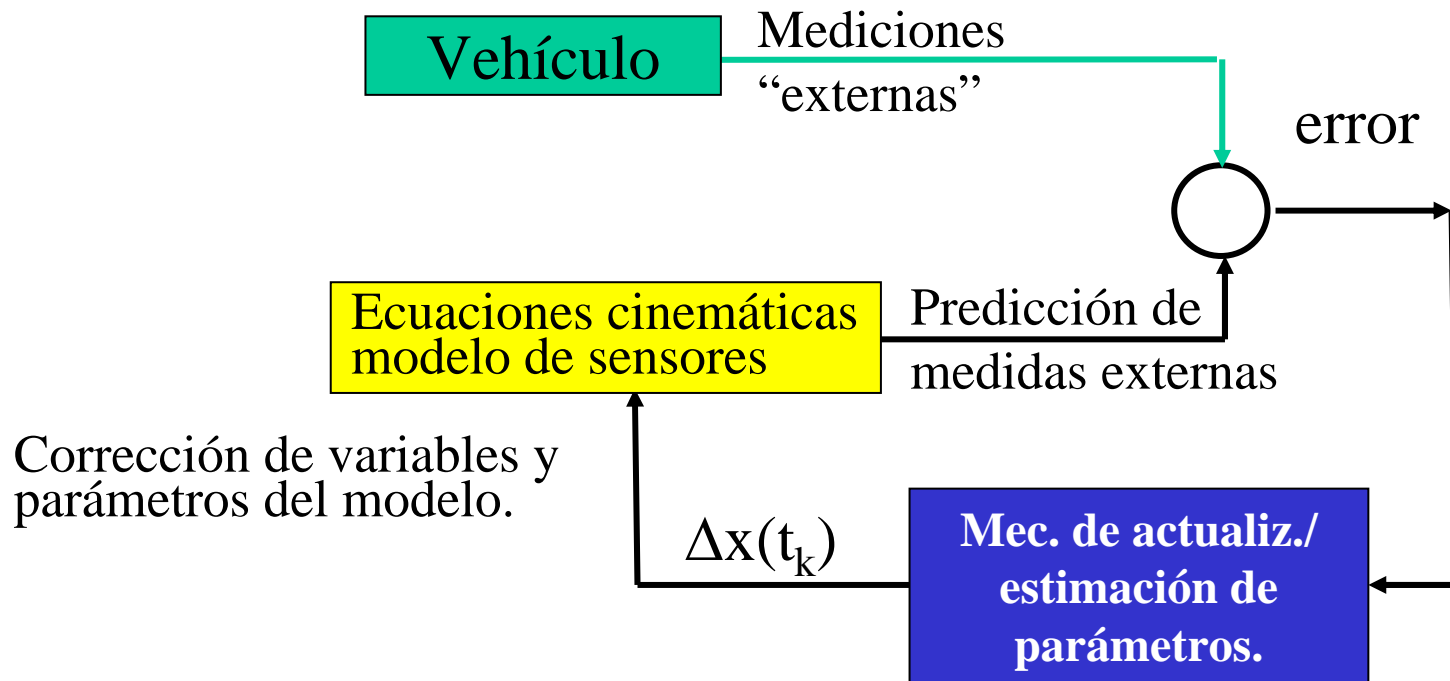 Vehículo
Mediciones
“externas”
error
Ecuaciones cinemáticas
modelo de sensores
Predicción de
medidas externas
Corrección de variables y
parámetros del modelo.
Δx(tk)
Mec. de actualiz./
estimación de
parámetros.